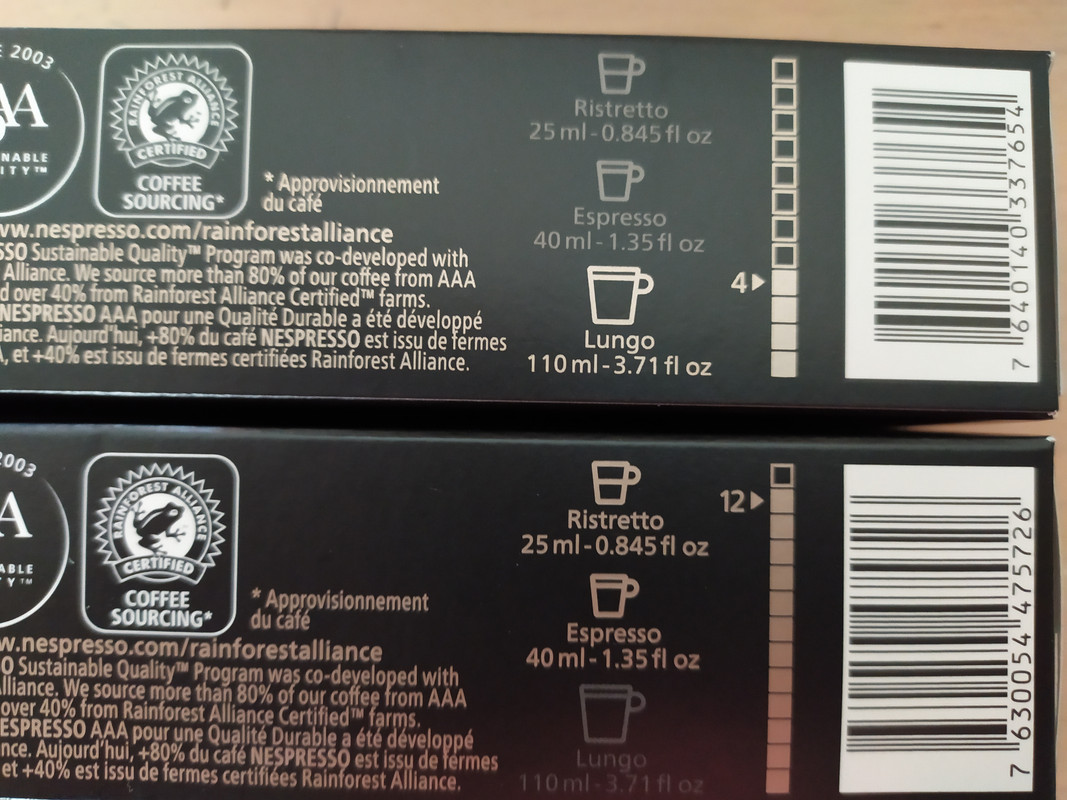 2003
NABLE
ITY™
RAINFOREST ALLIANCE
CERTIFIED
COFFEE
SOURCING*
* Approvisionnement
du café
.nespresso.com/rainforestalliance
Sustainable Quality™ Program was co-developed with
Alliance. We source more than 80% of our coffee from AAA
over 40% from Rainforest Alliance Certified™ farms.
NESPRESSO AAA pour une Qualité Durable a été développé
iance. Aujourd'hui, +80% du café NESPRESSO est issu de fermes
, et +40% est issu de fermes certifiées Rainforest Alliance.
Ristretto
25 ml - 0.845 fl oz
Espresso
40 ml - 1.35 fl oz
Lungo
110 ml - 3.71 fl oz
4
7 640140 337654
2003
A
ABLE
Y™
RAINFOREST ALLIANCE
CERTIFIED
COFFEE
SOURCING*
* Approvisionnement
du café
.nespresso.com/rainforestalliance
O Sustainable Quality™ Program was co-developed with
lliance. We source more than 80% of our coffee from AAA
over 40% from Rainforest Alliance Certified™ farms.
ESPRESSO AAA pour une Qualité Durable a été développé
nce. Aujourd'hui, +80% du café NESPRESSO est issu de fermes
et +40% est issu de fermes certifiées Rainforest Alliance.
Ristretto
25 ml - 0.845 fl oz
Espresso
40 ml - 1.35 fl oz
Lungo
110 ml - 3.71 fl oz
12
7 630054 475726